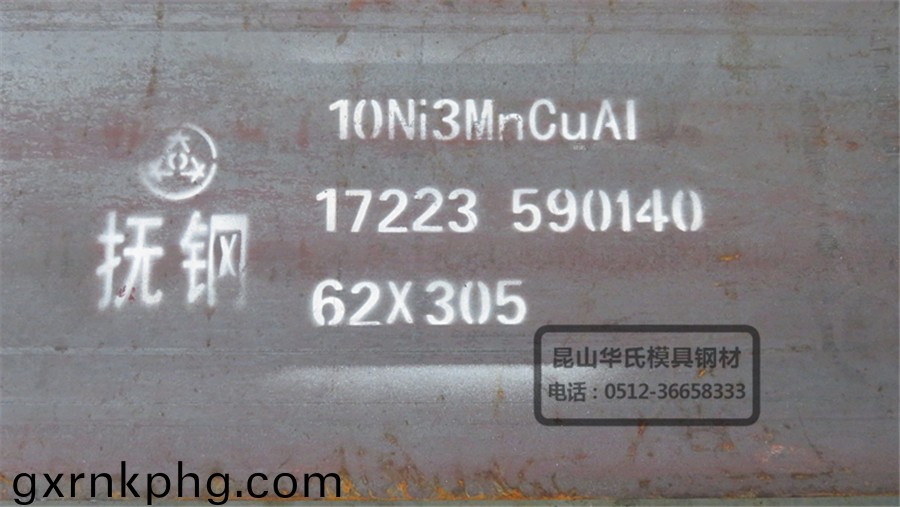 10Ni3MnCuAl
17223 590140
抚钢
62X305
昆山华氏模具钢材
电话：0512-36658333
gxrnkphg.com